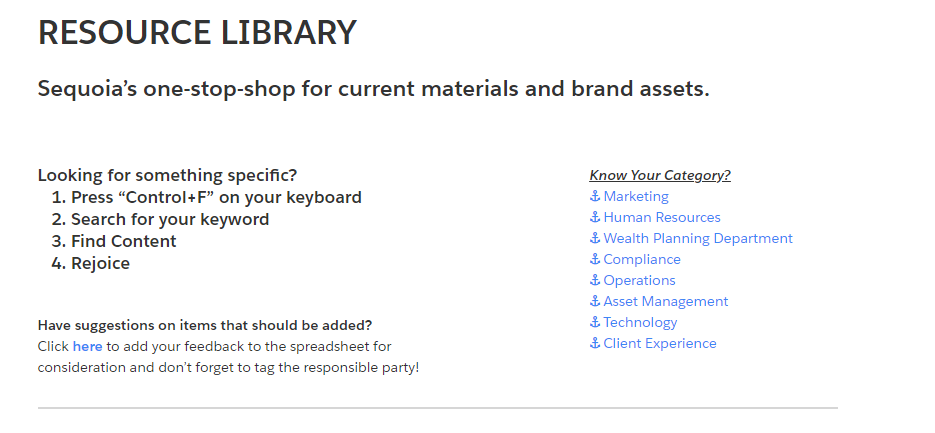 RESOURCE LIBRARY
Sequoia’s one-stop-shop for current materials and brand assets.
Looking for something specific?
1. Press “Control+F” on your keyboard
2. Search for your keyword
3. Find Content
4. Rejoice
Have suggestions on items that should be added?
Click here to add your feedback to the spreadsheet for
consideration and don’t forget to tag the responsible party!
Know Your Category?
Marketing
Human Resources
Wealth Planning Department
Compliance
Operations
Asset Management
Technology
Client Experience